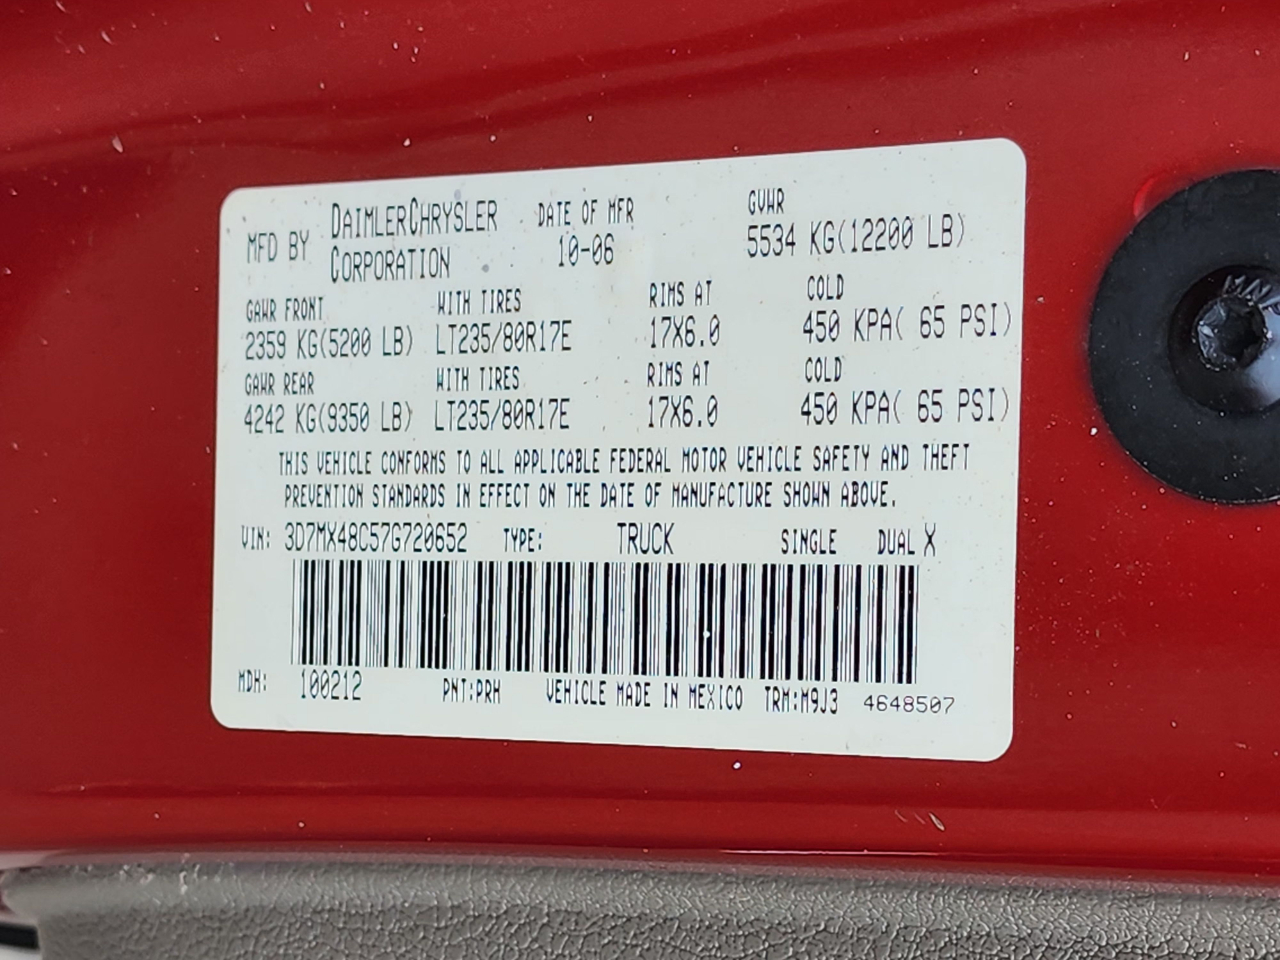 MFD BY DAIMLERCHRYSLER CORPORATION DATE OF MFR 10-06 GVWR 5534 KG(12200 LB)
GAWR FRONT WITH TIRES RIMS AT COLD
2359 KG(5200 LB) LT235/80R17E 17X6.0 450 KPA( 65 PSI)
GAWR REAR WITH TIRES RIMS AT COLD
4242 KG(9350 LB) LT235/80R17E 17X6.0 450 KPA( 65 PSI)
THIS VEHICLE CONFORMS TO ALL APPLICABLE FEDERAL MOTOR VEHICLE SAFETY AND THEFT
PREVENTION STANDARDS IN EFFECT ON THE DATE OF MANUFACTURE SHOWN ABOVE.
VIN: 3D7MX48C57G720652 TYPE: TRUCK SINGLE DUAL X
MDH: 100212 PNT:PRH VEHICLE MADE IN MEXICO TRM:M9J3 4648507